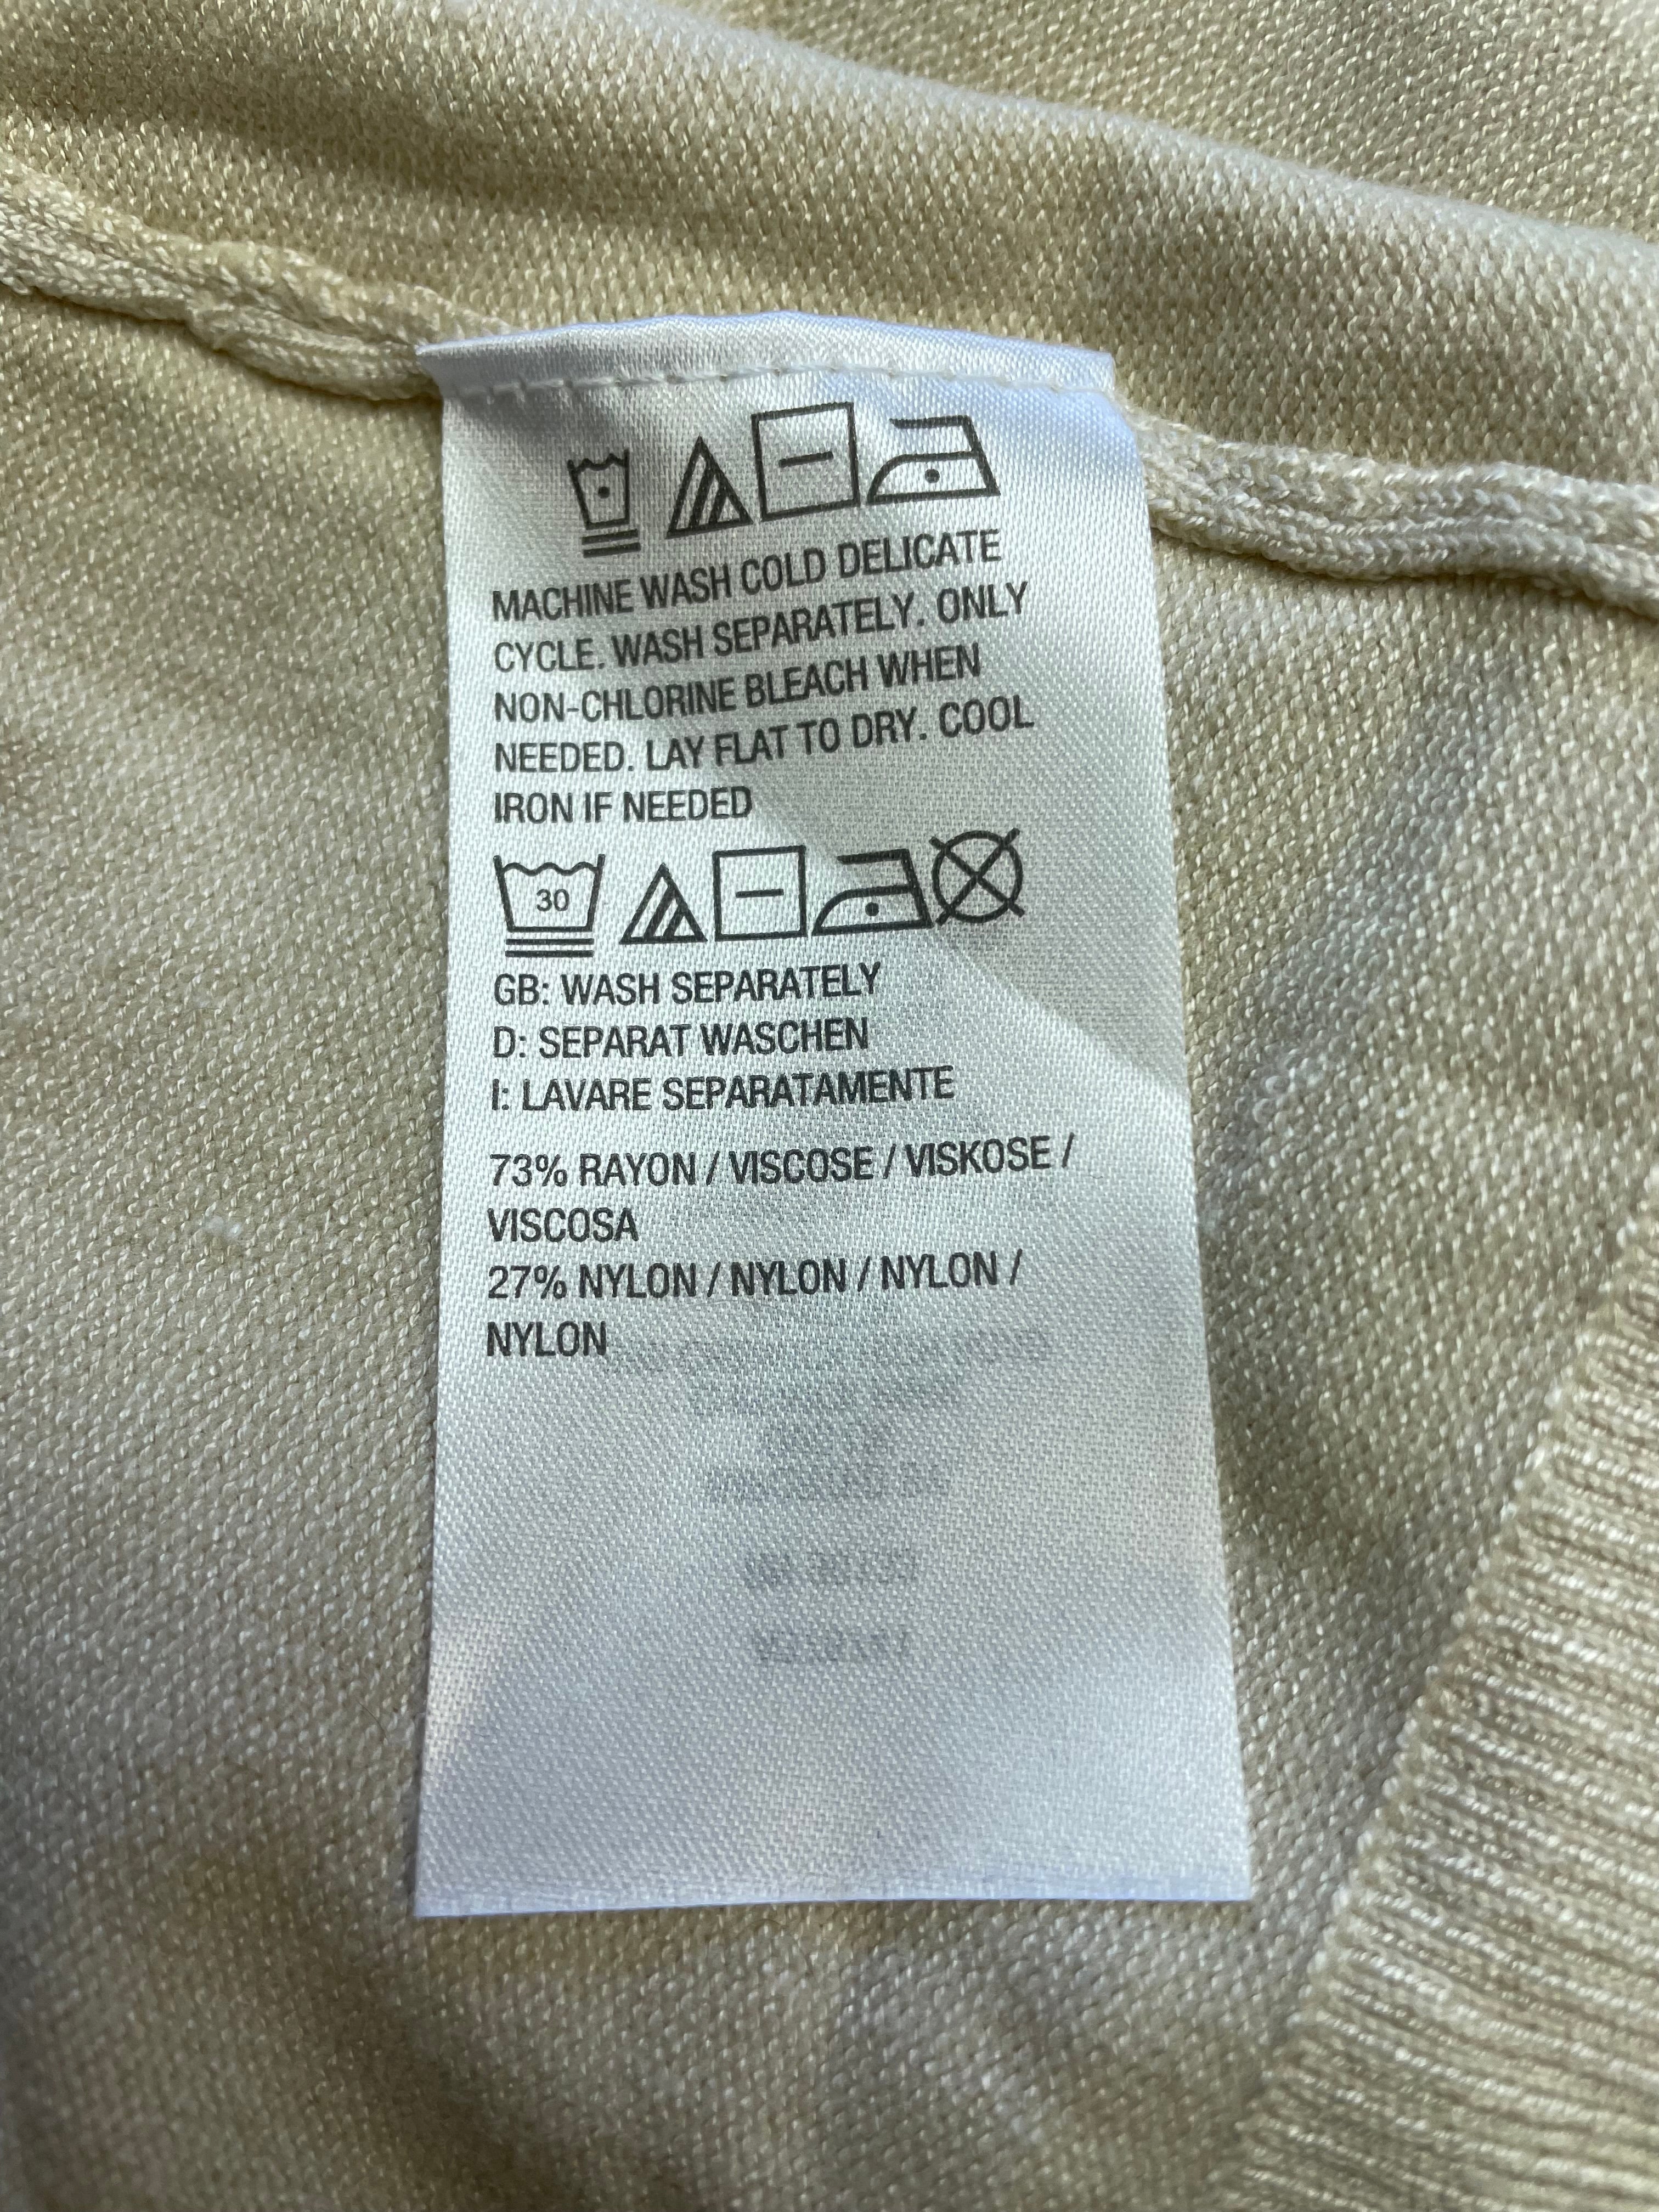 MACHINE WASH COLD DELICATE
CYCLE. WASH SEPARATELY. ONLY
NON-CHLORINE BLEACH WHEN
NEEDED. LAY FLAT TO DRY. COOL
IRON IF NEEDED
30
GB: WASH SEPARATELY
D: SEPARAT WASCHEN
I: LAVARE SEPARATAMENTE
73% RAYON / VISCOSE / VISKOSE /
VISCOSA
27% NYLON / NYLON / NYLON /
NYLON